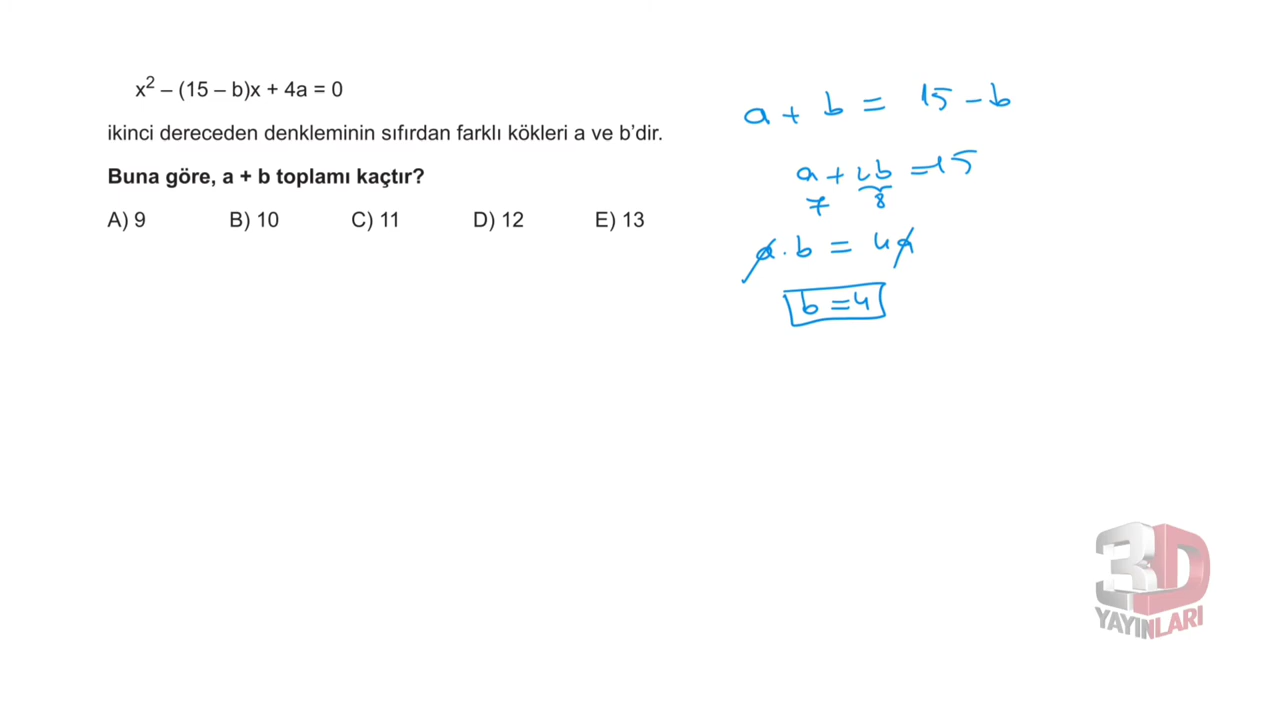 x² – (15 – b)x + 4a = 0
ikinci dereceden denkleminin sıfırdan farklı kökleri a ve b'dir.
Buna göre, a + b toplamı kaçtır?
A) 9 B) 10 C) 11 D) 12 E) 13
a + b = 15 – b
a + 2b = 15
7 8
a . b = 4a
b = 4
3D
YAYINLARI